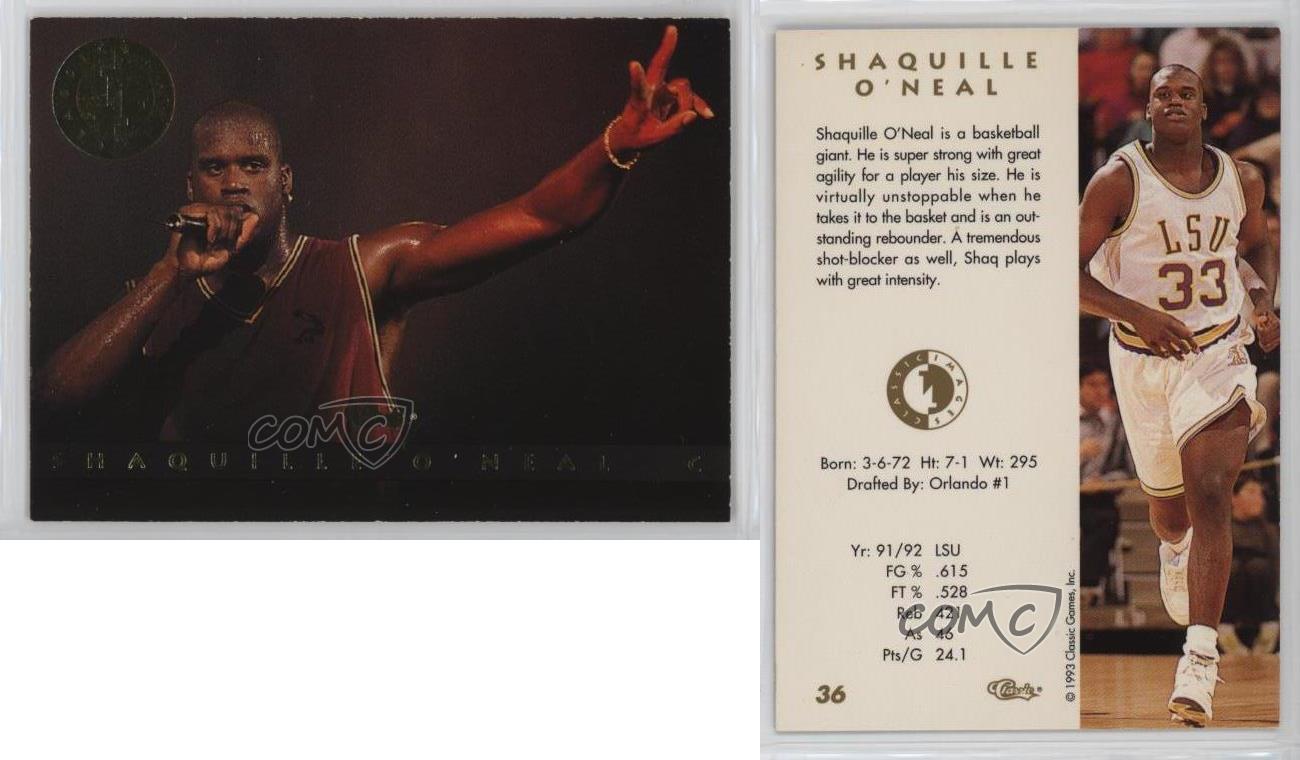 SHAQUILLE O'NEAL C
COMC
SHAQUILLE
O'NEAL
Shaquille O'Neal is a basketball
giant. He is super strong with great
agility for a player his size. He is
virtually unstoppable when he
takes it to the basket and is an out-
standing rebounder. A tremendous
shot-blocker as well, Shaq plays
with great intensity.
CLASSIC IMAGES
Born: 3-6-72 Ht: 7-1 Wt: 295
Drafted By: Orlando #1
Yr: 91/92 LSU
FG % .615
FT % .528
Reb 421
As 46
Pts/G 24.1
COMC
36
Classic
© 1993 Classic Games, Inc.
LSU
33